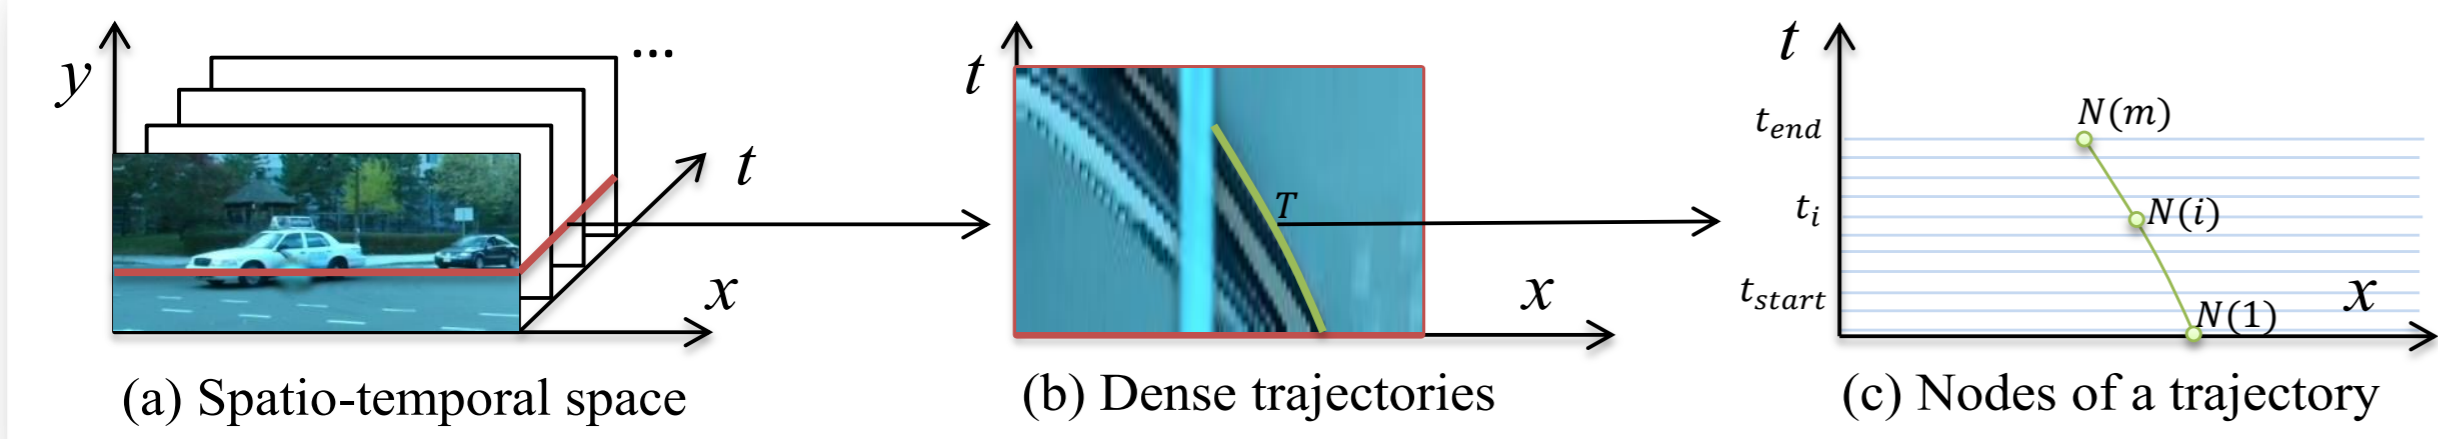 y
...
t
x
(a) Spatio-temporal space
t
T
x
(b) Dense trajectories
t
t_end
N(m)
t_i
N(i)
t_start
N(1)
x
(c) Nodes of a trajectory